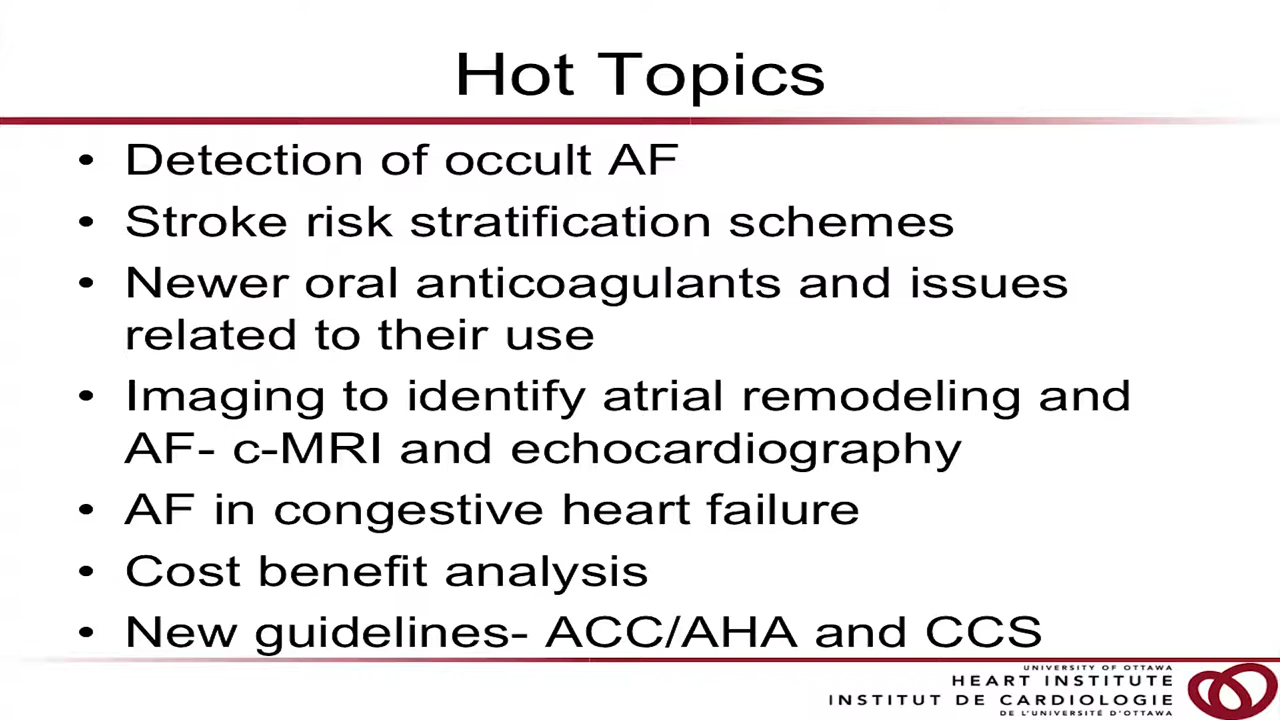 Hot Topics
• Detection of occult AF
• Stroke risk stratification schemes
• Newer oral anticoagulants and issues
related to their use
• Imaging to identify atrial remodeling and
AF- c-MRI and echocardiography
• AF in congestive heart failure
• Cost benefit analysis
• New guidelines- ACC/AHA and CCS
UNIVERSITY OF OTTAWA
HEART INSTITUTE
INSTITUT DE CARDIOLOGIE
DE L'UNIVERSITÉ D'OTTAWA